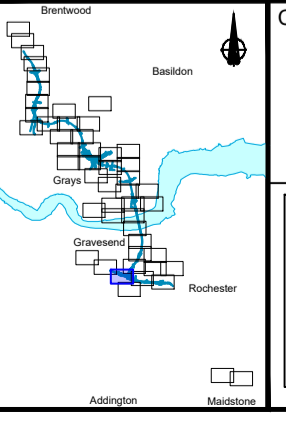 Brentwood
C
Basildon
Grays
Gravesend
Rochester
Addington
Maidstone